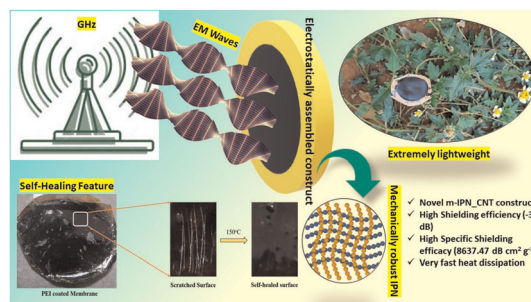 GHz
EM Waves
Electrostatically assembled construct
Extremely lightweight
Self-Healing Feature
PEI coated Membrane
Scratched Surface
150°C
Self-healed surface
Mechanically robust IPN
✓ Novel m-IPN_CNT construc
✓ High Shielding efficiency (-3
dB)
✓ High Specific Shielding
efficacy (8637.47 dB cm² g⁻
✓ Very fast heat dissipation